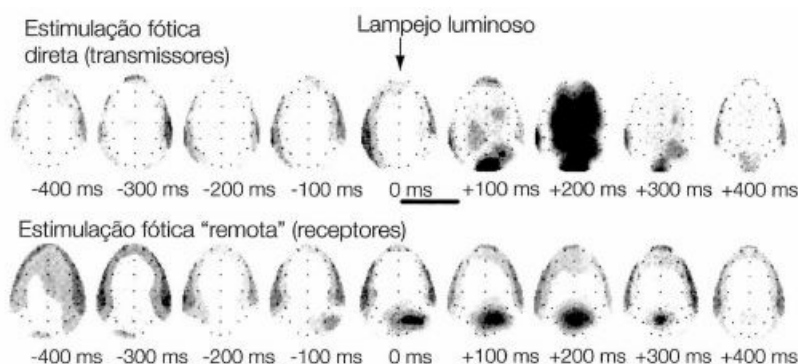 Estimulação fótica
direta (transmissores)
Lampejo luminoso
-400 ms -300 ms -200 ms -100 ms 0 ms +100 ms +200 ms +300 ms +400 ms
Estimulação fótica “remota” (receptores)
-400 ms -300 ms -200 ms -100 ms 0 ms +100 ms +200 ms +300 ms +400 ms